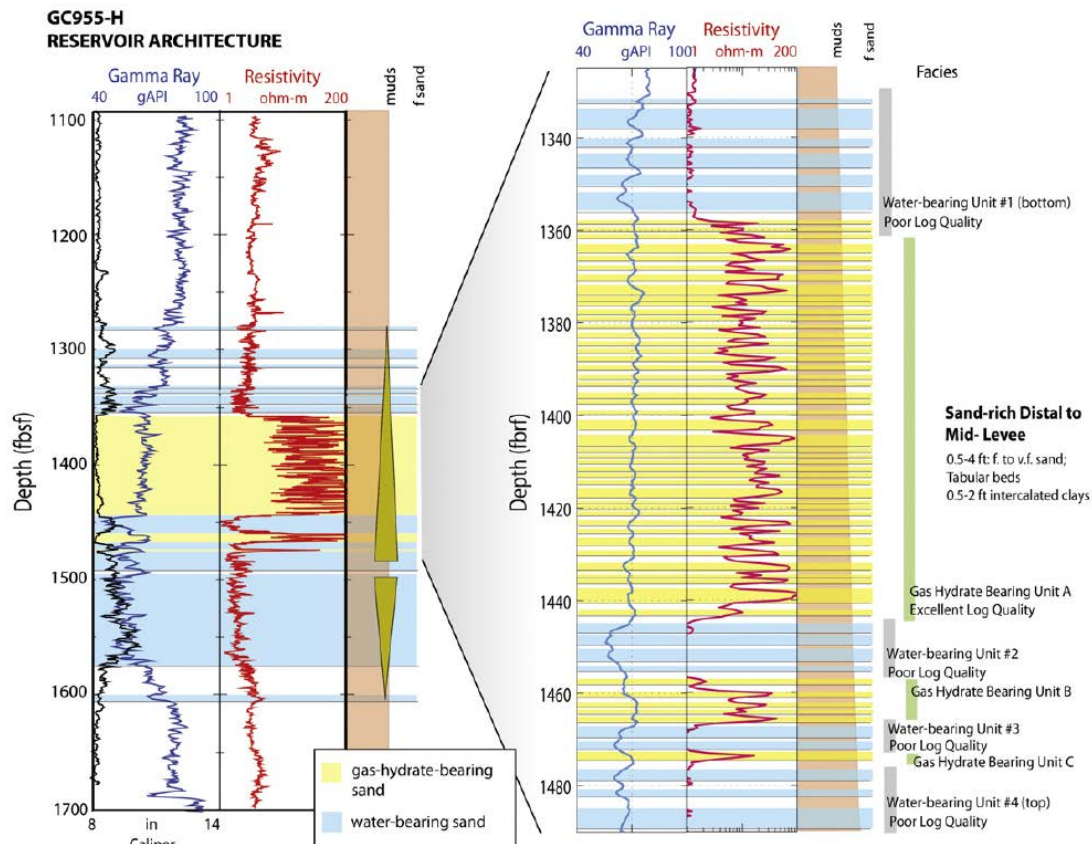 GC955-H
RESERVOIR ARCHITECTURE
Gamma Ray
Resistivity
40 gAPI 100
1 ohm-m 200
muds
f sand
Depth (fbsf)
1100
1200
1300
1400
1500
1600
1700
8 in 14
gas-hydrate-bearing
sand
water-bearing sand
Gamma Ray
Resistivity
40 gAPI 100
1 ohm-m 200
muds
f sand
Facies
Depth (fbrf)
1340
1360
1380
1400
1420
1440
1460
1480
Water-bearing Unit #1 (bottom)
Poor Log Quality
Sand-rich Distal to
Mid- Levee
0.5-4 ft: f. to v.f. sand;
Tabular beds
0.5-2 ft intercalated clays
Gas Hydrate Bearing Unit A
Excellent Log Quality
Water-bearing Unit #2
Poor Log Quality
Gas Hydrate Bearing Unit B
Water-bearing Unit #3
Poor Log Quality
Gas Hydrate Bearing Unit C
Water-bearing Unit #4 (top)
Poor Log Quality